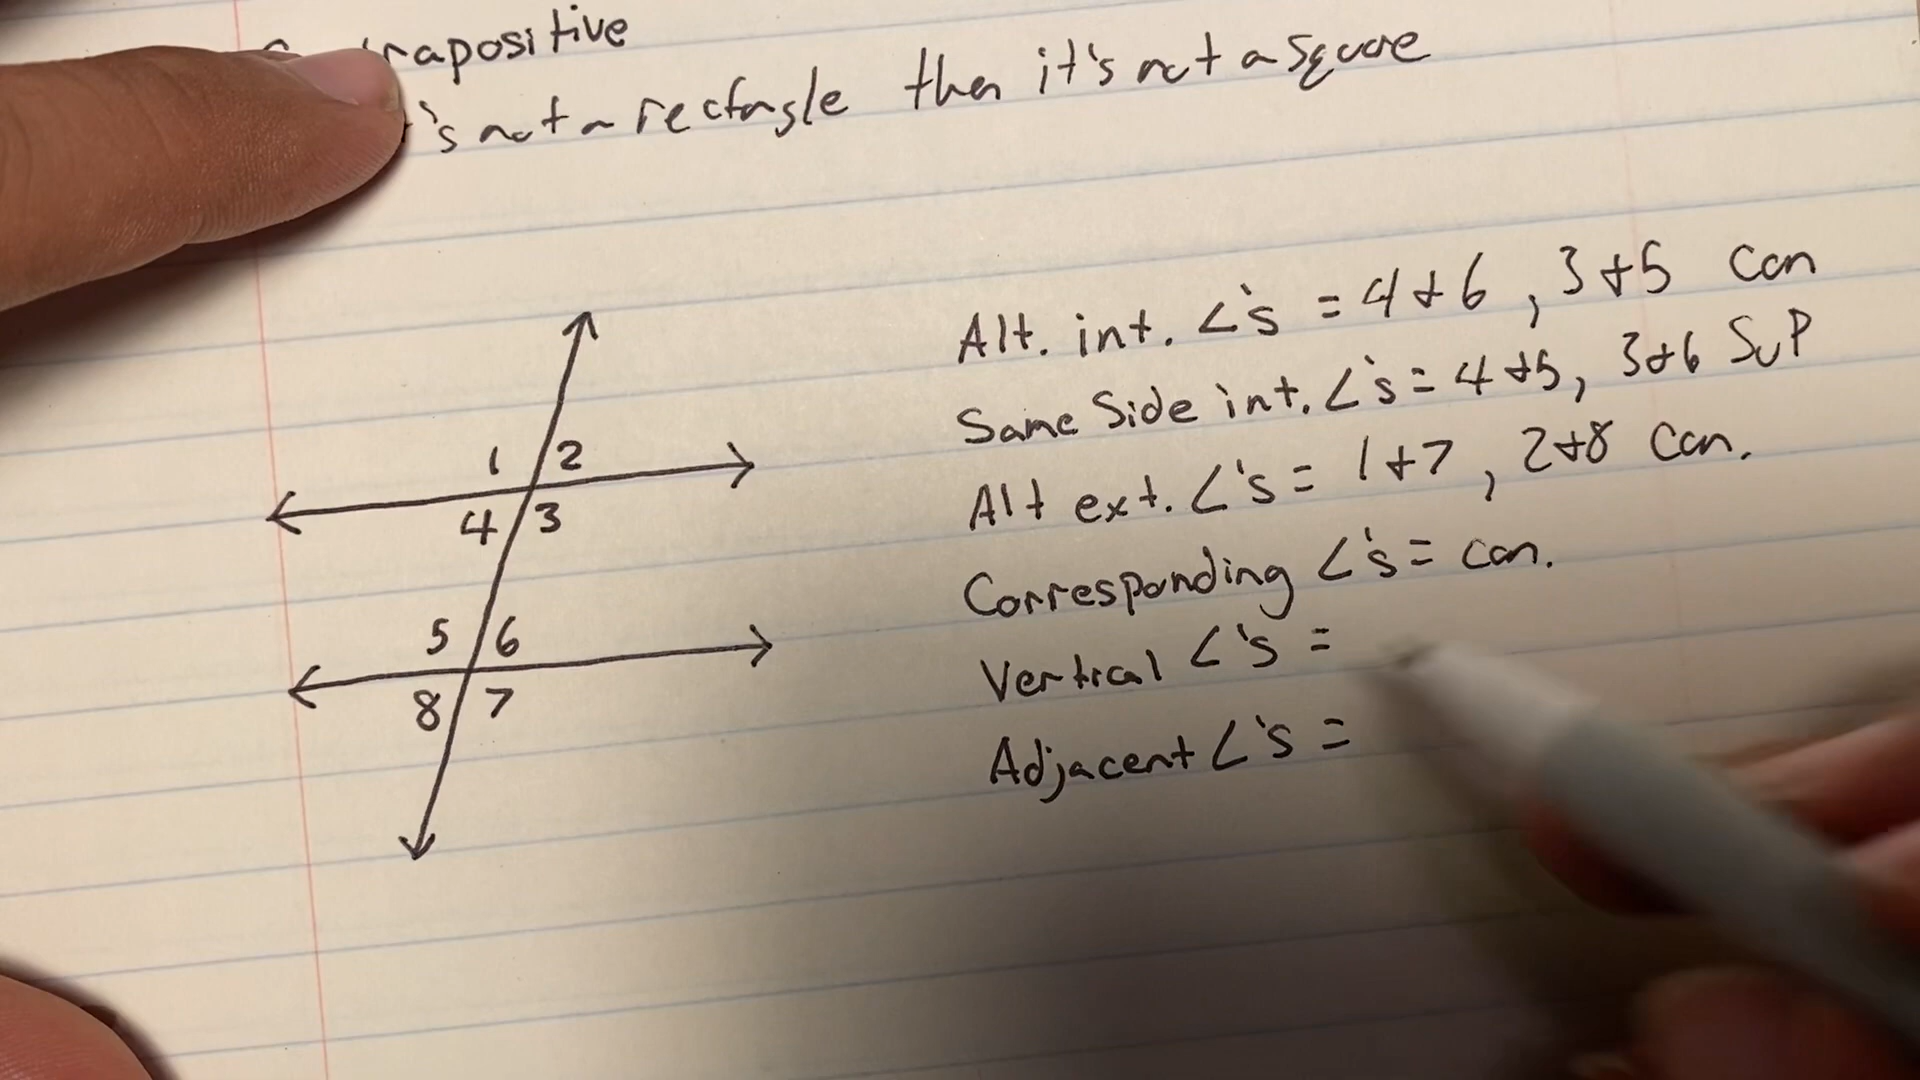 rapositive
's not a rectangle then it's not a square
1 2
4 3
5 6
8 7
Alt. int. ∠'s = 4 + 6 , 3 + 5 Con
Same Side int. ∠'s = 4 + 5, 3 + 6 SuP
Alt ext. ∠'s = 1 + 7 , 2 + 8 Con.
Corresponding ∠'s = con.
Vertical ∠'s =
Adjacent ∠'s =